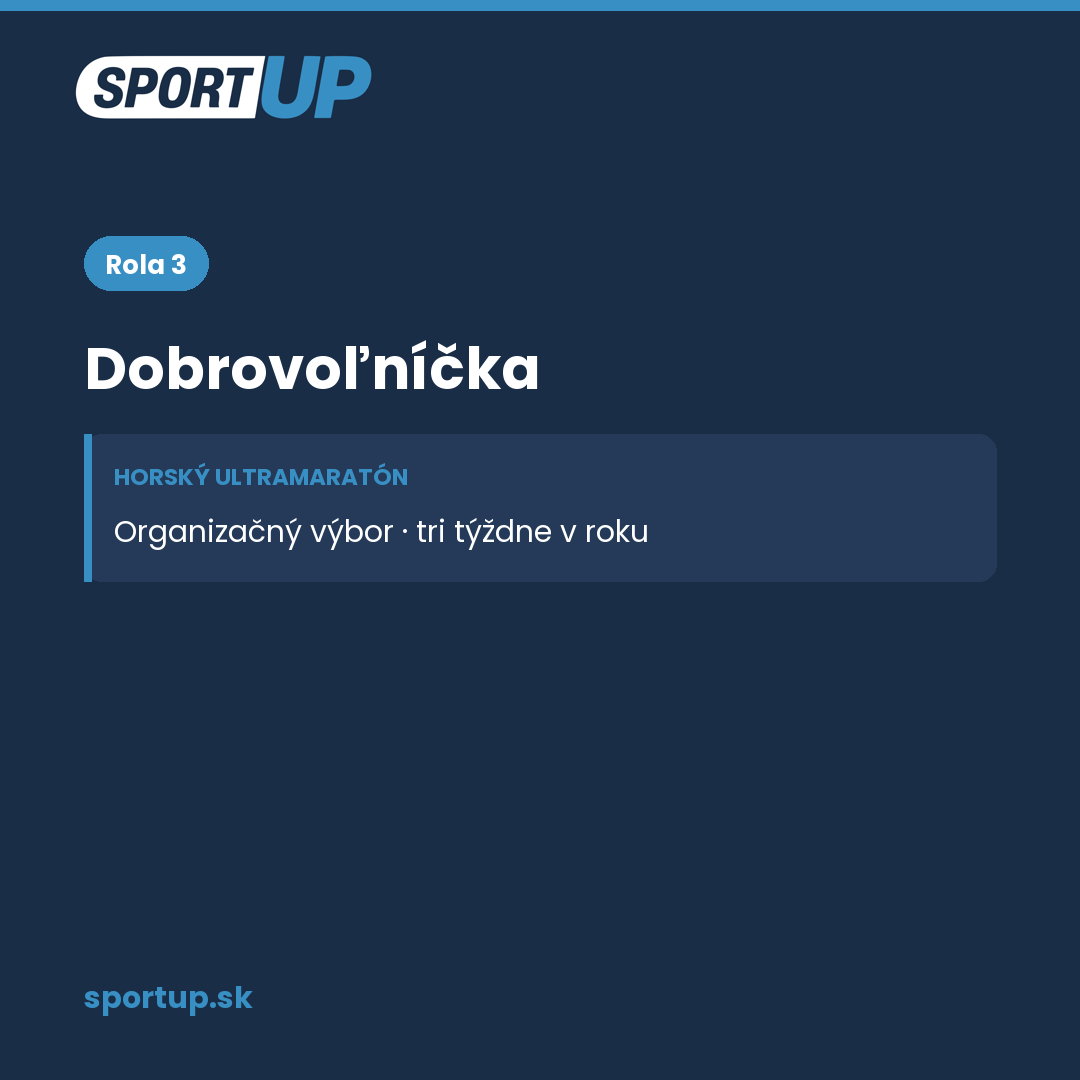 SPORTUP
Rola 3
Dobrovoľníčka
HORSKÝ ULTRAMARATÓN
Organizačný výbor · tri týždne v roku
sportup.sk